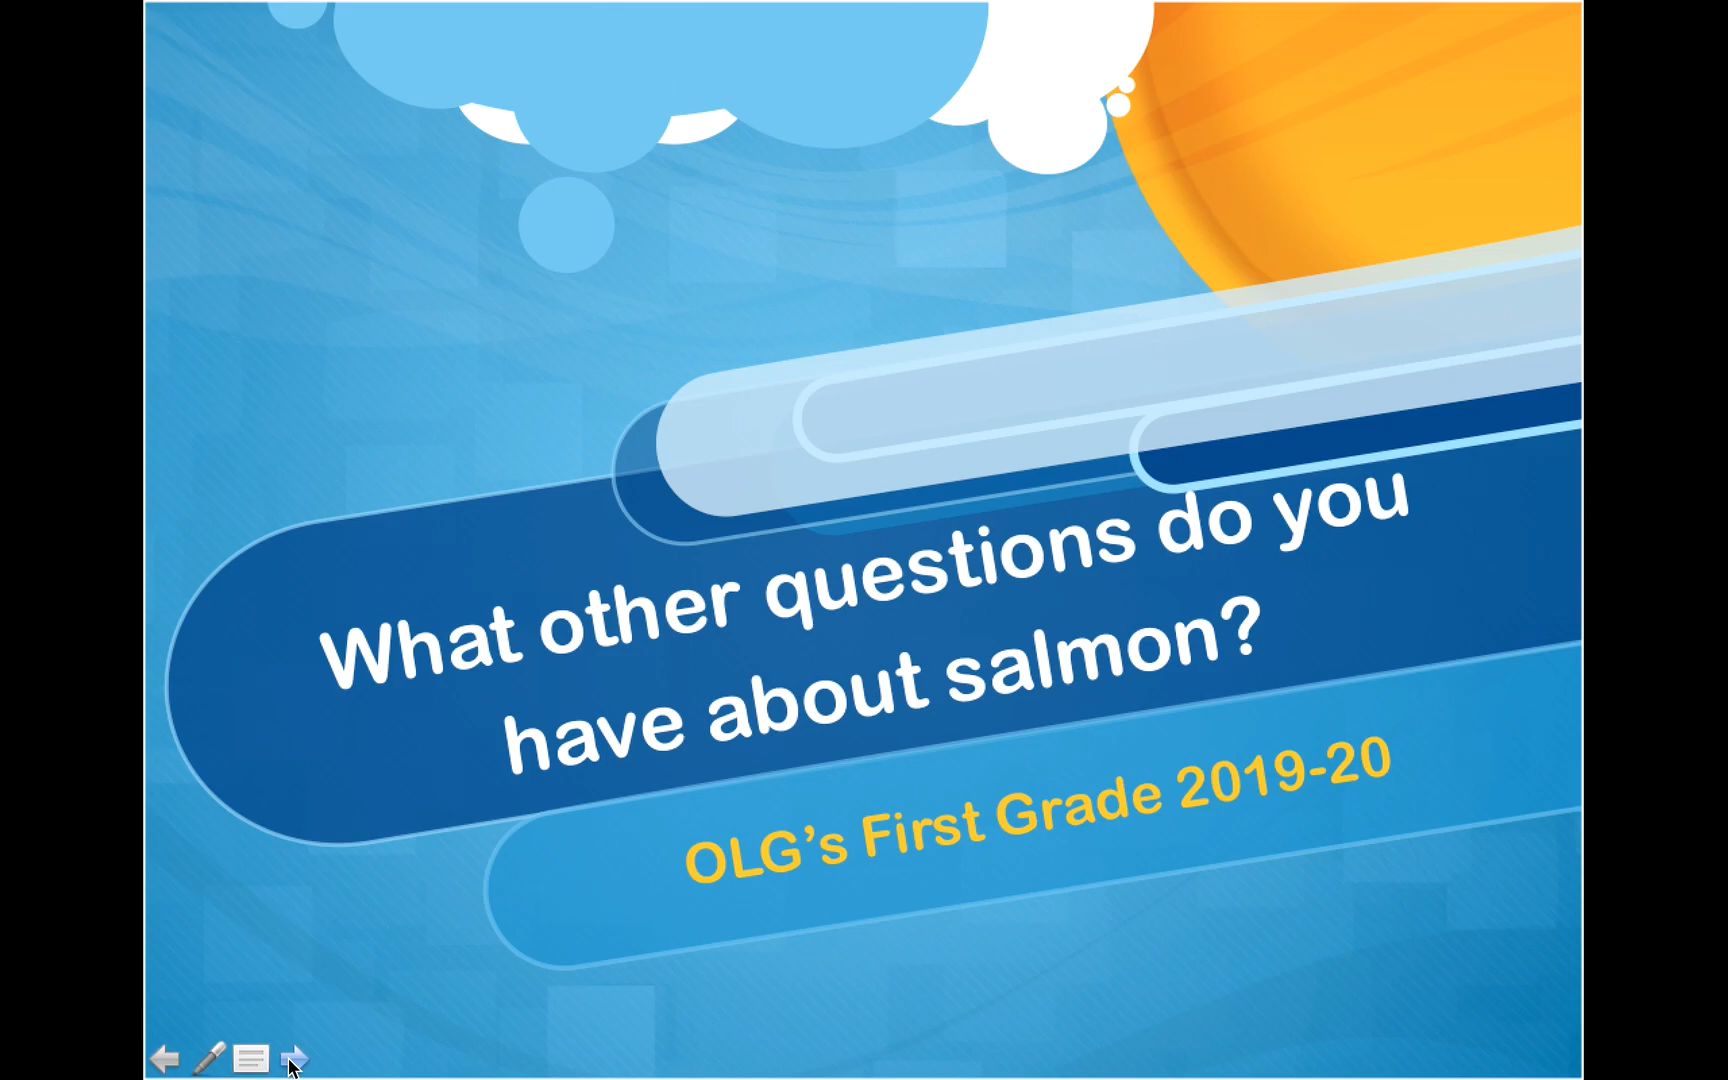 What other questions do you
have about salmon?
OLG’s First Grade 2019-20